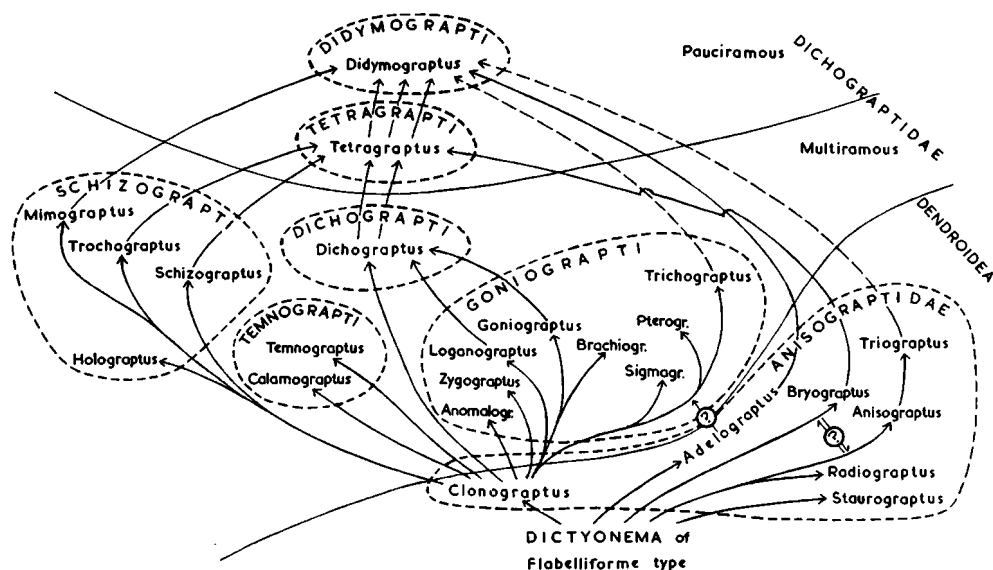 DIDYMOGRAPTI
Didymograptus
Pauciramous
DICHOGRAPTIDAE
TETRAGRAPTI
Tetragraptus
Multiramous
SCHIZOGRAPTI
Mimograptus
Trochograptus
Schizograptus
Holograptus
DICHOGRAPTI
Dichograptus
DENDROIDEA
GONIOGRAPTI
Trichograptus
Goniograptus
Pterogr.
Loganograptus
Brachiogr.
Zygograptus
Sigmagr.
Anomalogr.
TEMNOGRAPTI
Temnograptus
Calamograptus
ANISOGRAPTIDAE
Triograptus
Bryograptus
Anisograptus
?
?
Adelograptus
Radiograptus
Staurograptus
Clonograptus
DICTYONEMA of
Flabelliforme type